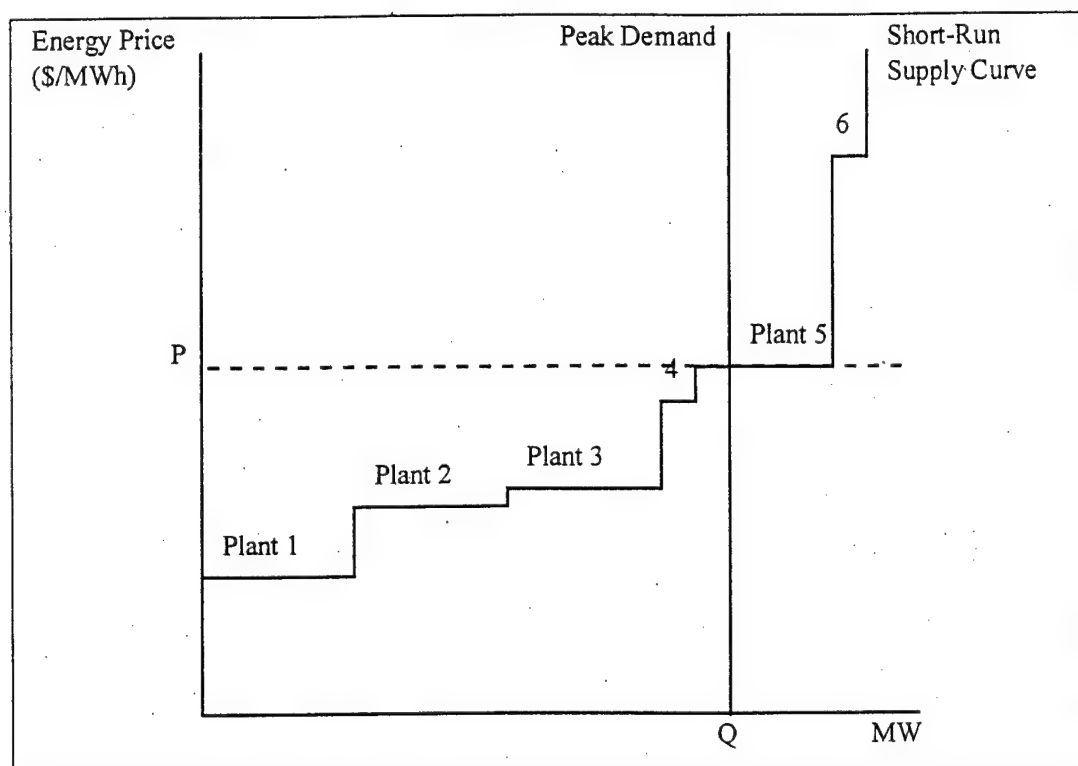 Energy Price
($/MWh)
Peak Demand
Short-Run
Supply Curve
6
Plant 5
P
4
Plant 3
Plant 2
Plant 1
Q
MW